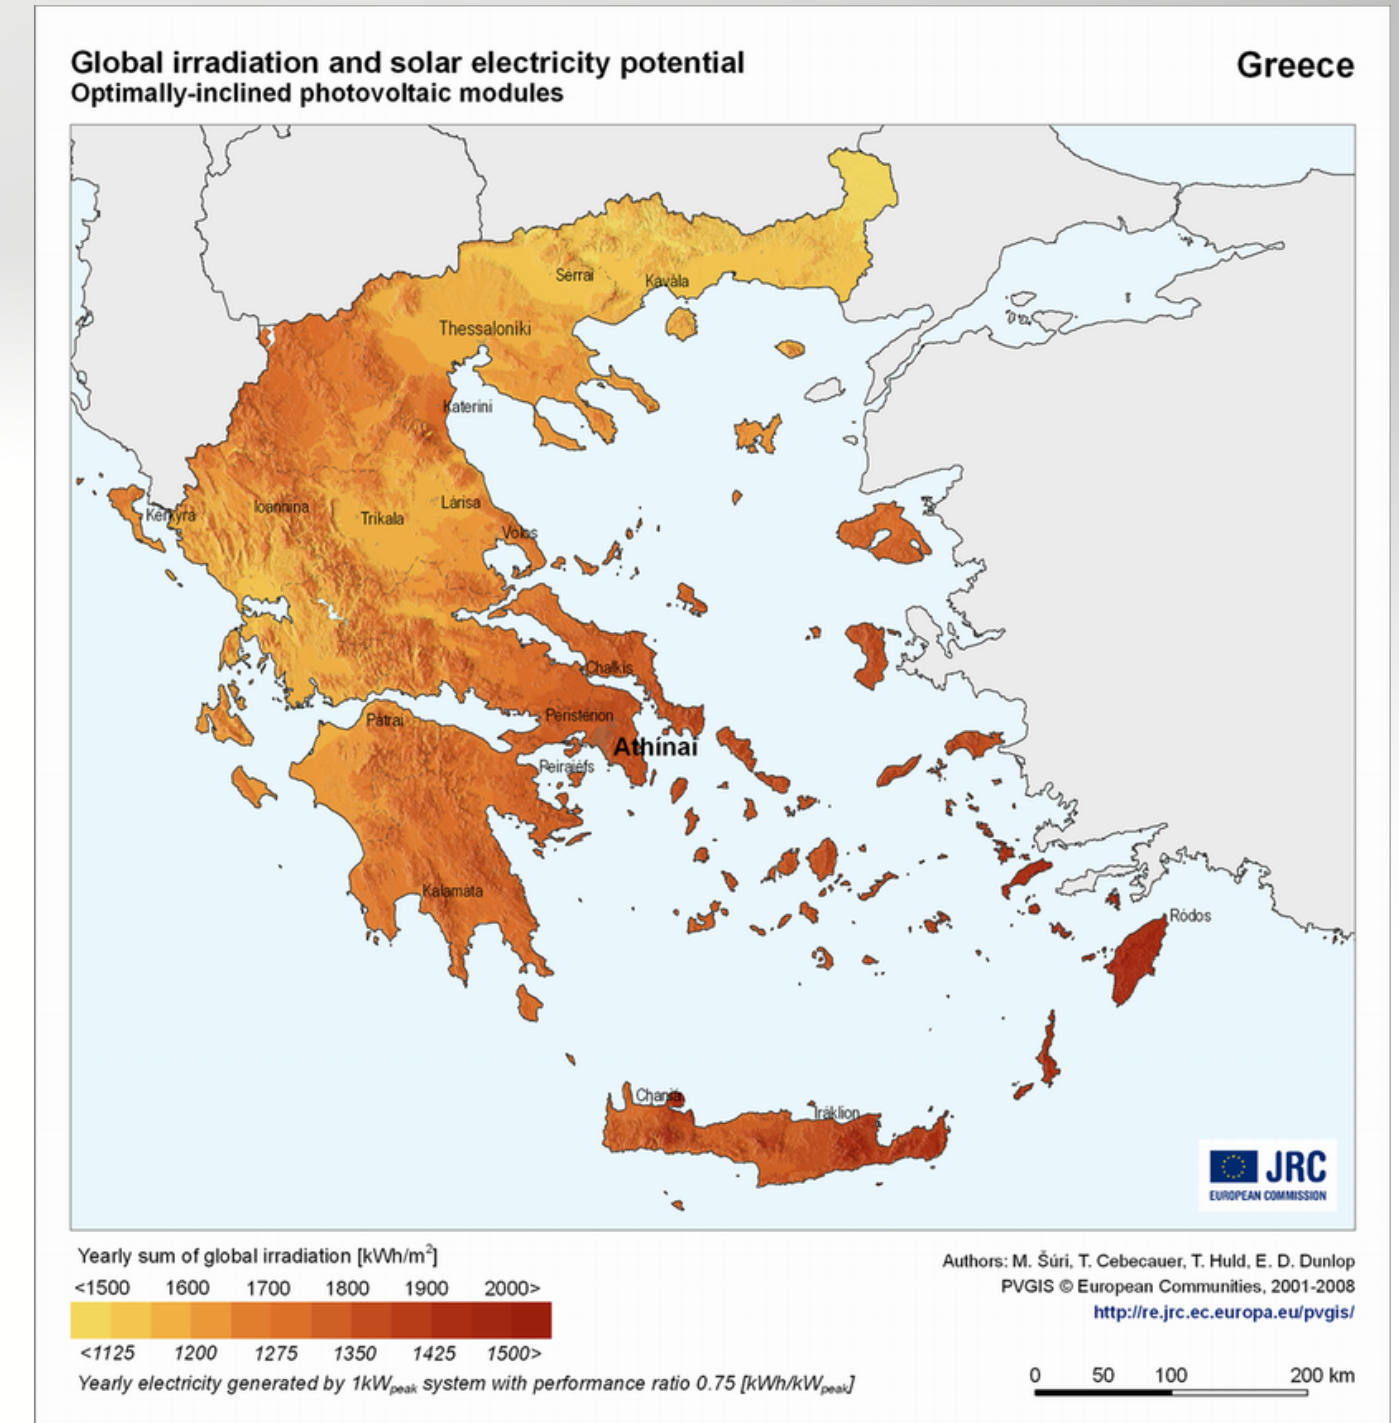 Global irradiation and solar electricity potential
Optimally-inclined photovoltaic modules
Greece
Sérrai
Kavála
Thessaloníki
Kateríni
Kérkyra
Ioánnina
Tríkala
Lárisa
Vólos
Chalkís
Pátrai
Peristérion
Athínai
Peiraiéfs
Kalamáta
Ródos
Chaniá
Iráklion
JRC
EUROPEAN COMMISSION
Yearly sum of global irradiation [kWh/m²]
<1500 1600 1700 1800 1900 2000>
<1125 1200 1275 1350 1425 1500>
Yearly electricity generated by 1kWpeak system with performance ratio 0.75 [kWh/kWpeak]
Authors: M. Šúri, T. Cebecauer, T. Huld, E. D. Dunlop
PVGIS © European Communities, 2001-2008
http://re.jrc.ec.europa.eu/pvgis/
0 50 100 200 km